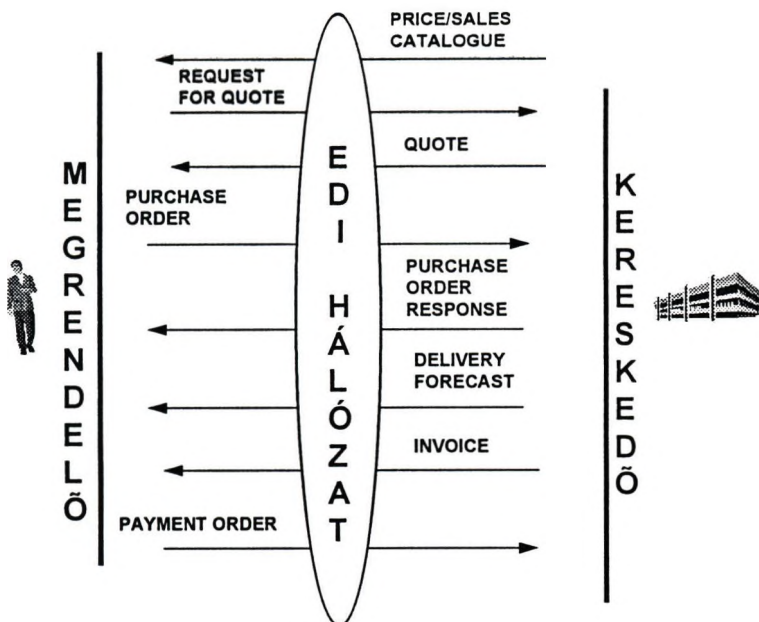 PRICE/SALES
CATALOGUE
REQUEST
FOR QUOTE
QUOTE
PURCHASE
ORDER
PURCHASE
ORDER
RESPONSE
DELIVERY
FORECAST
INVOICE
PAYMENT ORDER
MEGRENDELÕ
EDI HÁLÓZAT
KERESKEDÕ